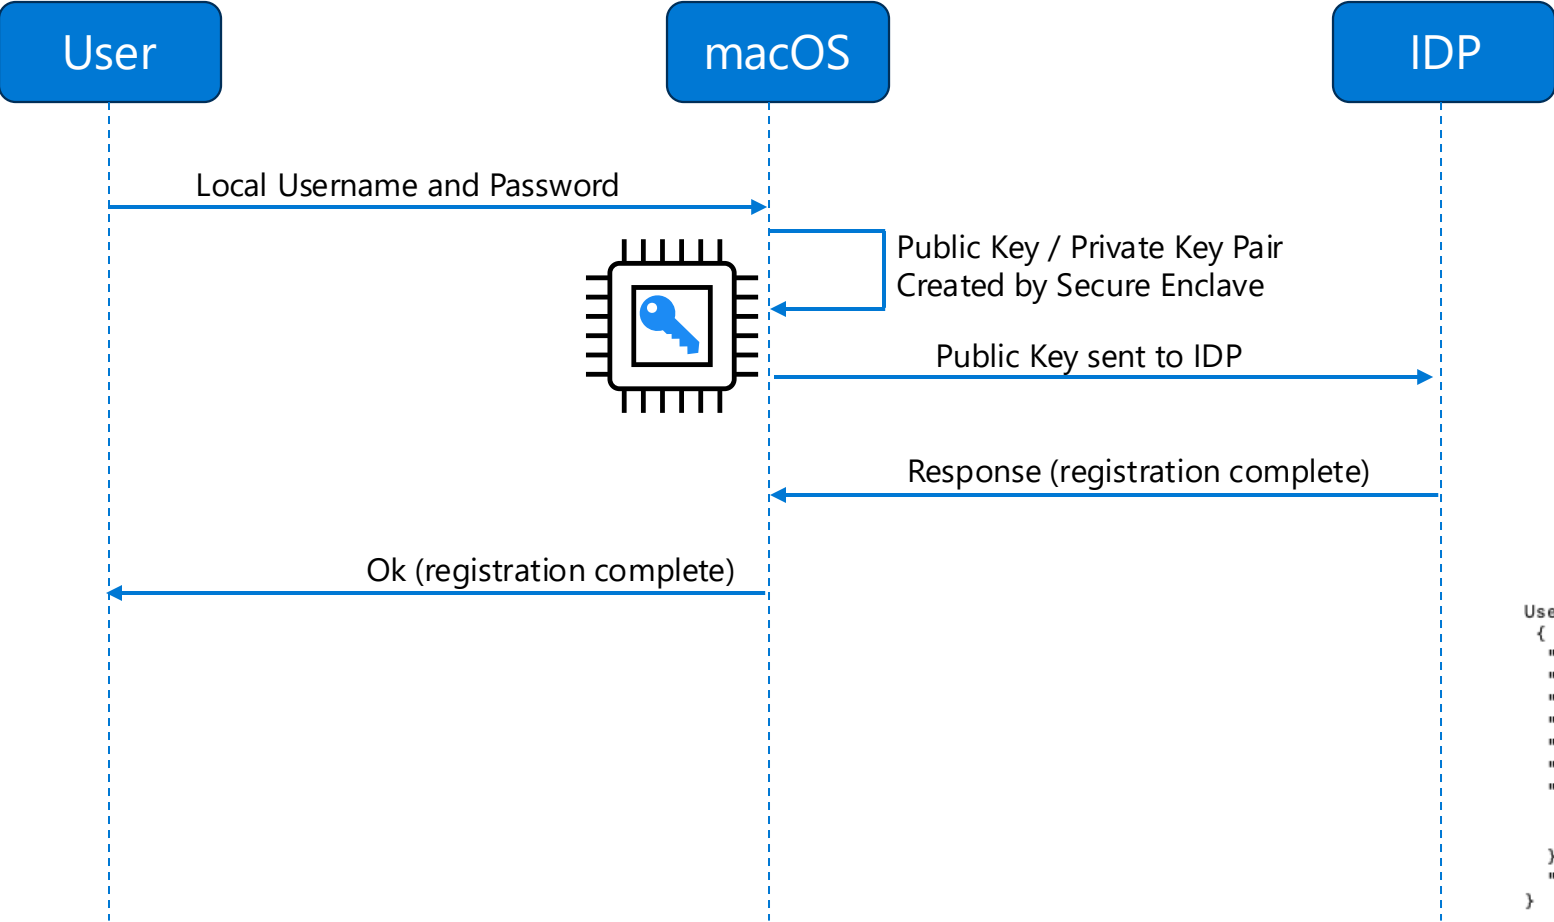 User
macOS
IDP
Local Username and Password
Public Key / Private Key Pair
Created by Secure Enclave
Public Key sent to IDP
Response (registration complete)
Ok (registration complete)
Use
{
"
"
"
"
"
"
"
}
"
}